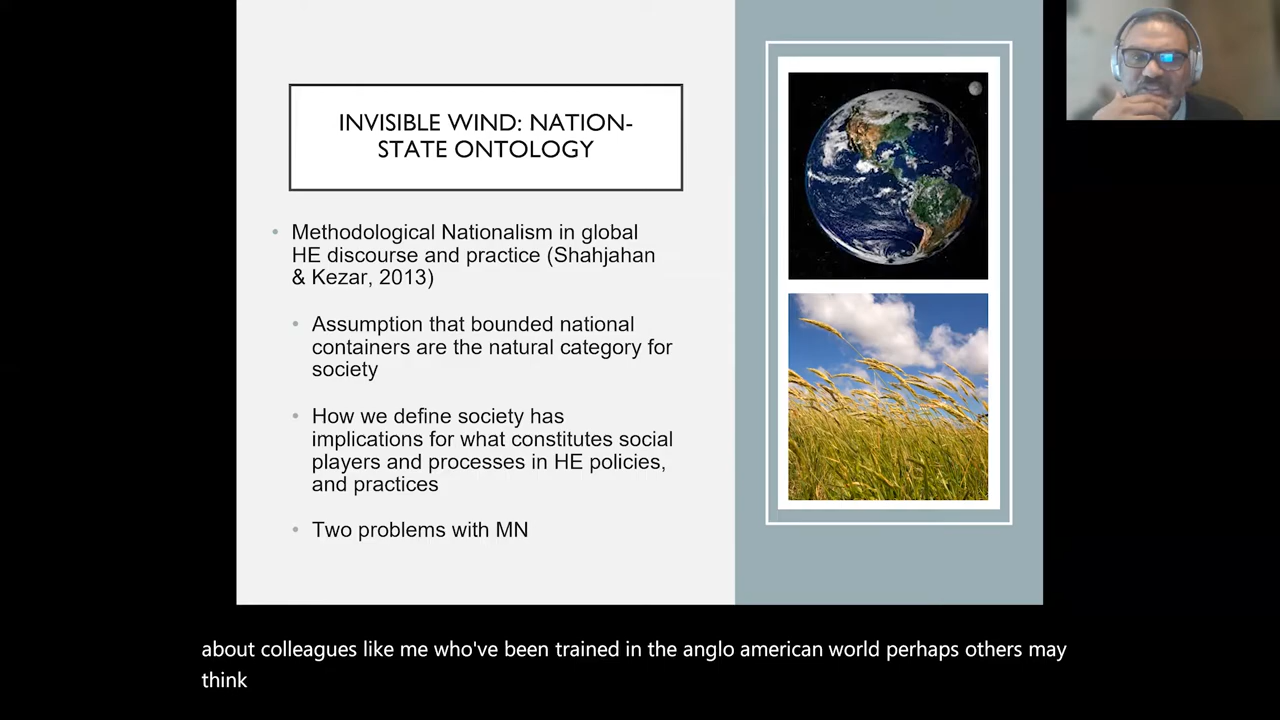 INVISIBLE WIND: NATION-
STATE ONTOLOGY
• Methodological Nationalism in global
HE discourse and practice (Shahjahan
& Kezar, 2013)
• Assumption that bounded national
containers are the natural category for
society
• How we define society has
implications for what constitutes social
players and processes in HE policies,
and practices
• Two problems with MN
about colleagues like me who've been trained in the anglo american world perhaps others may
think